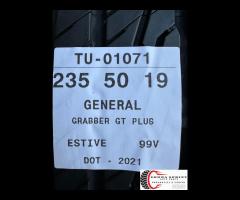 TU-01071
235 50 19
GENERAL
GRABBER GT PLUS
ESTIVE 99V
DOT - 2021